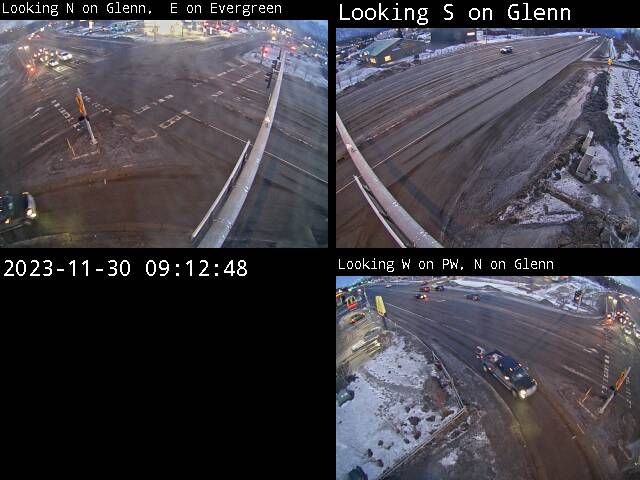 Looking N on Glenn, E on Evergreen
Looking S on Glenn
2023-11-30 09:12:48
Looking W on PW, N on Glenn